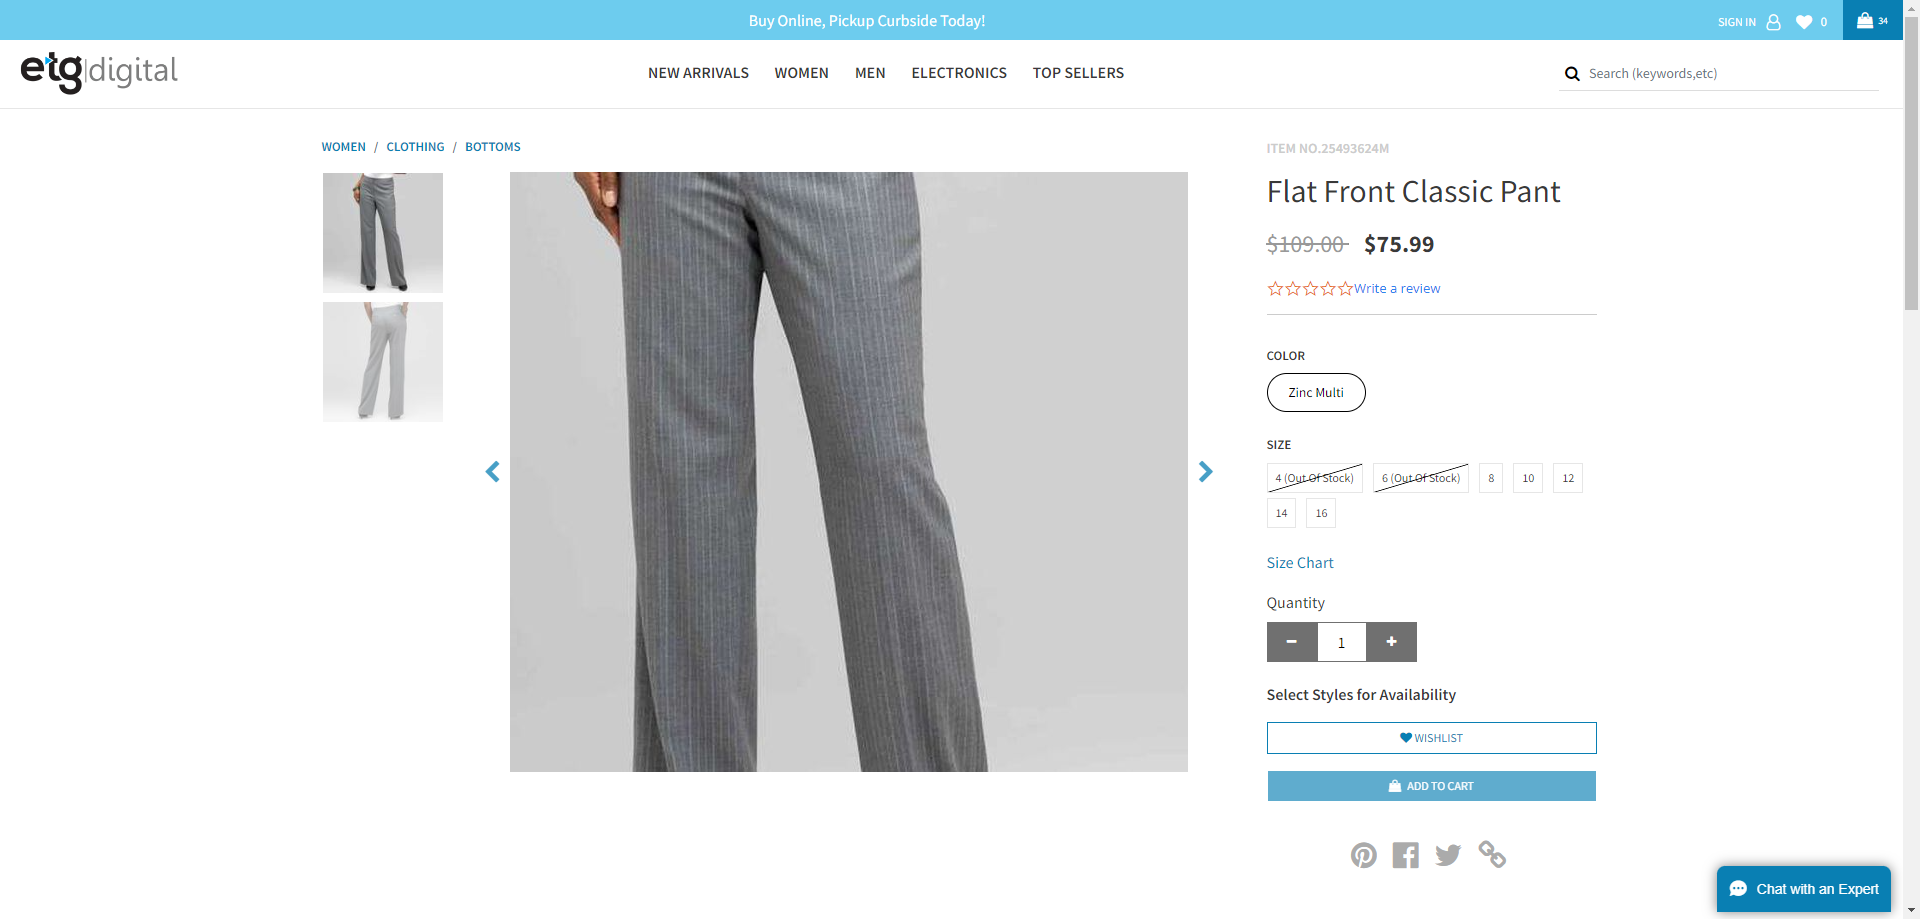 Buy Online, Pickup Curbside Today!
SIGN IN 0 34
etg|digital
NEW ARRIVALS WOMEN MEN ELECTRONICS TOP SELLERS
Search (keywords,etc)
WOMEN / CLOTHING / BOTTOMS
ITEM NO.25493624M
Flat Front Classic Pant
$109.00 $75.99
Write a review
COLOR
Zinc Multi
SIZE
4 (Out Of Stock) 6 (Out Of Stock) 8 10 12
14 16
Size Chart
Quantity
− 1 +
Select Styles for Availability
WISHLIST
ADD TO CART
Chat with an Expert